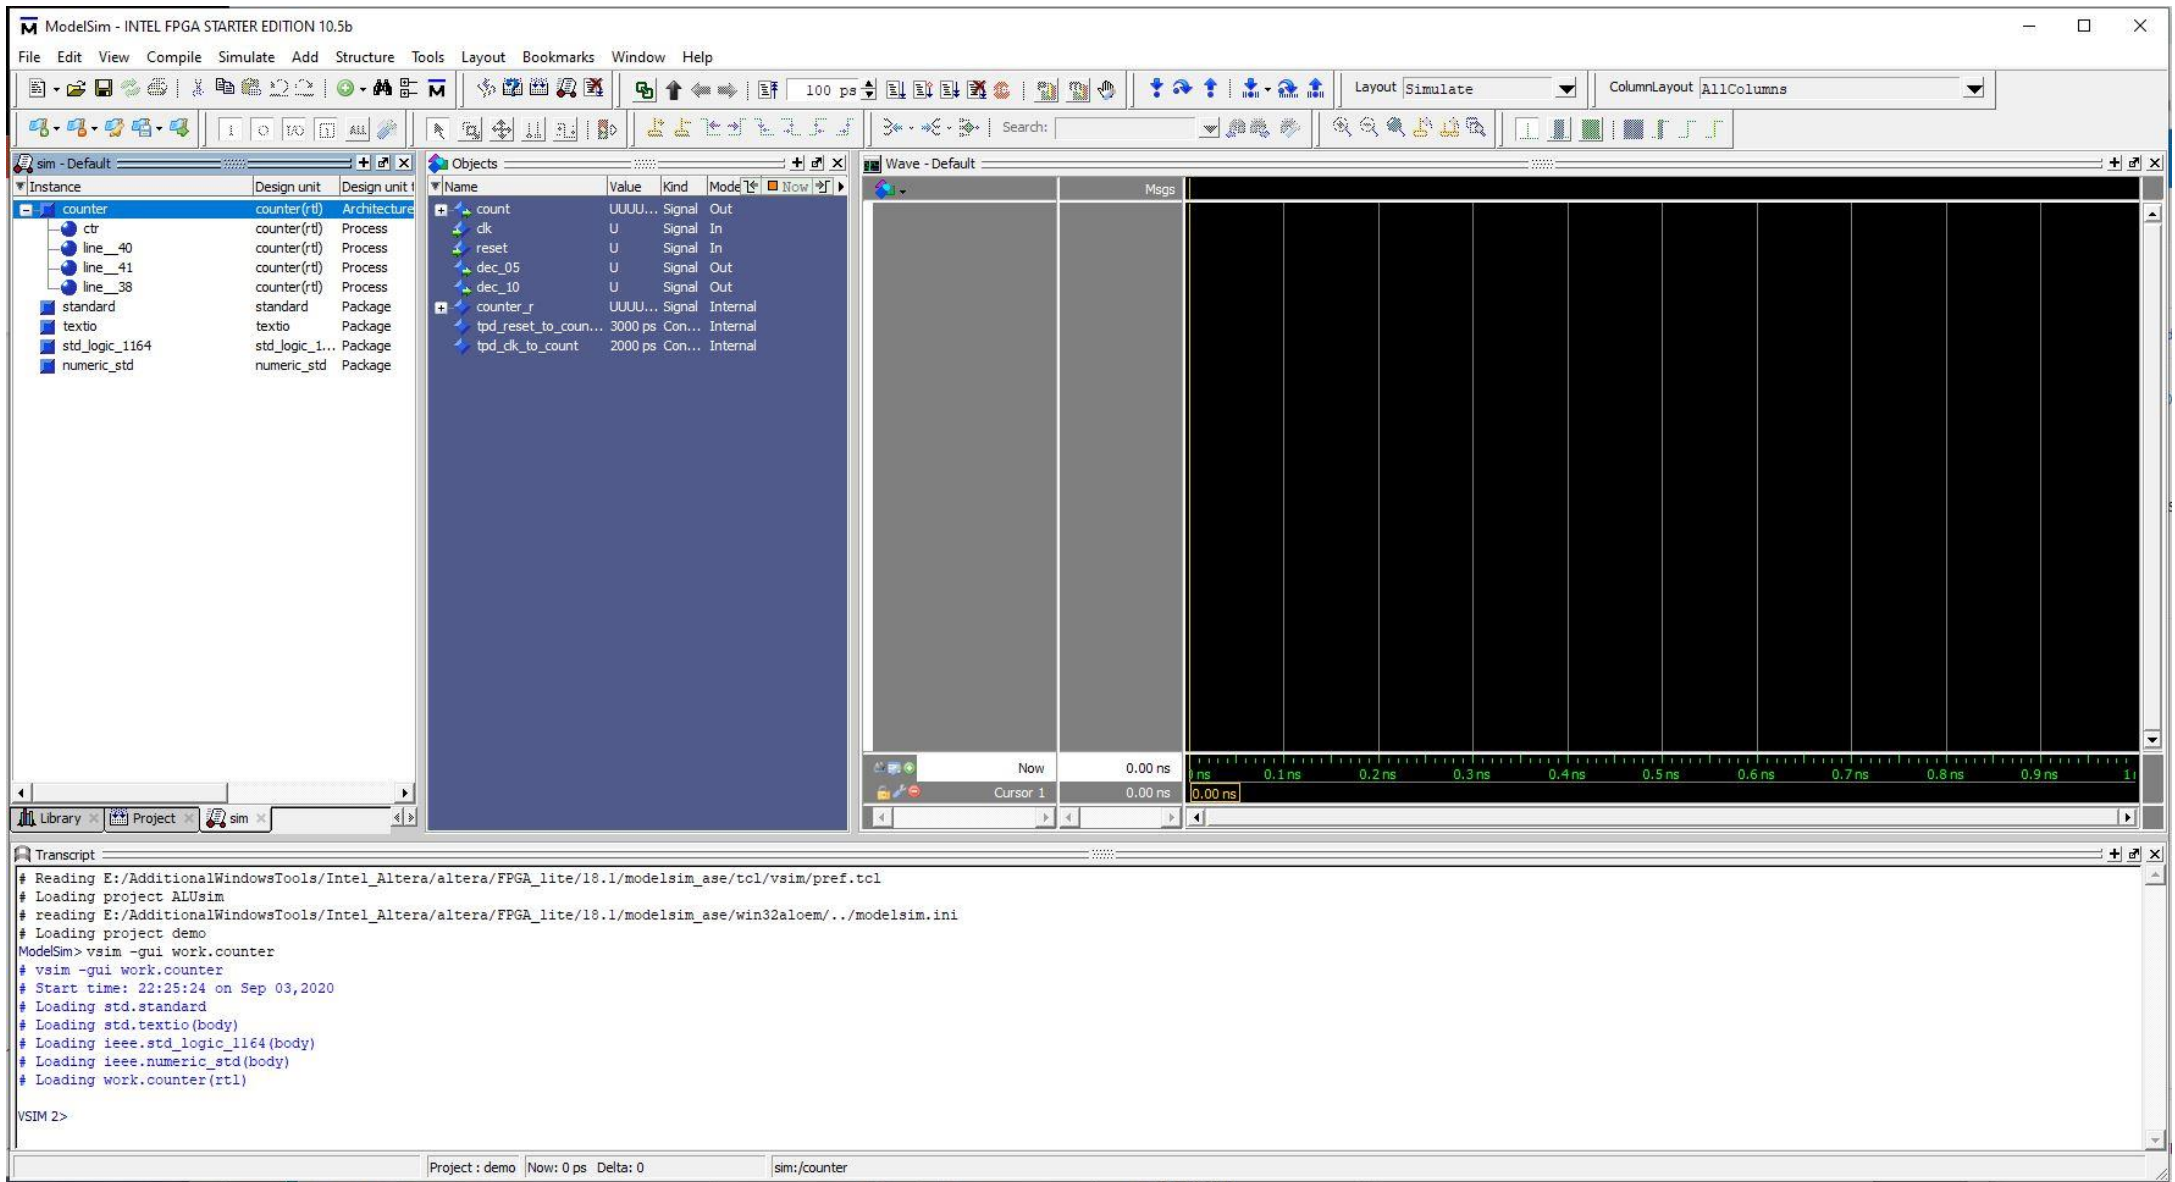 ModelSim - INTEL FPGA STARTER EDITION 10.5b
File Edit View Compile Simulate Add Structure Tools Layout Bookmarks Window Help
100 ps Layout Simulate ColumnLayout AllColumns
Search:
sim - Default
Instance Design unit Design unit t
counter counter(rtl) Architecture
ctr counter(rtl) Process
line__40 counter(rtl) Process
line__41 counter(rtl) Process
line__38 counter(rtl) Process
standard standard Package
textio textio Package
std_logic_1164 std_logic_1... Package
numeric_std numeric_std Package
Library Project sim
Objects
Name Value Kind Mode Now
count UUUU... Signal Out
clk U Signal In
reset U Signal In
dec_05 U Signal Out
dec_10 U Signal Out
counter_r UUUU... Signal Internal
tpd_reset_to_coun... 3000 ps Con... Internal
tpd_clk_to_count 2000 ps Con... Internal
Wave - Default
Msgs
Now 0.00 ns
ns 0.1 ns 0.2 ns 0.3 ns 0.4 ns 0.5 ns 0.6 ns 0.7 ns 0.8 ns 0.9 ns
Cursor 1 0.00 ns 0.00 ns
Transcript
# Reading E:/AdditionalWindowsTools/Intel_Altera/altera/FPGA_lite/18.1/modelsim_ase/tcl/vsim/pref.tcl
# Loading project ALUsim
# reading E:/AdditionalWindowsTools/Intel_Altera/altera/FPGA_lite/18.1/modelsim_ase/win32aloem/../modelsim.ini
# Loading project demo
ModelSim> vsim -gui work.counter
# vsim -gui work.counter
# Start time: 22:25:24 on Sep 03,2020
# Loading std.standard
# Loading std.textio(body)
# Loading ieee.std_logic_1164(body)
# Loading ieee.numeric_std(body)
# Loading work.counter(rtl)
VSIM 2>
Project : demo Now: 0 ps Delta: 0 sim:/counter